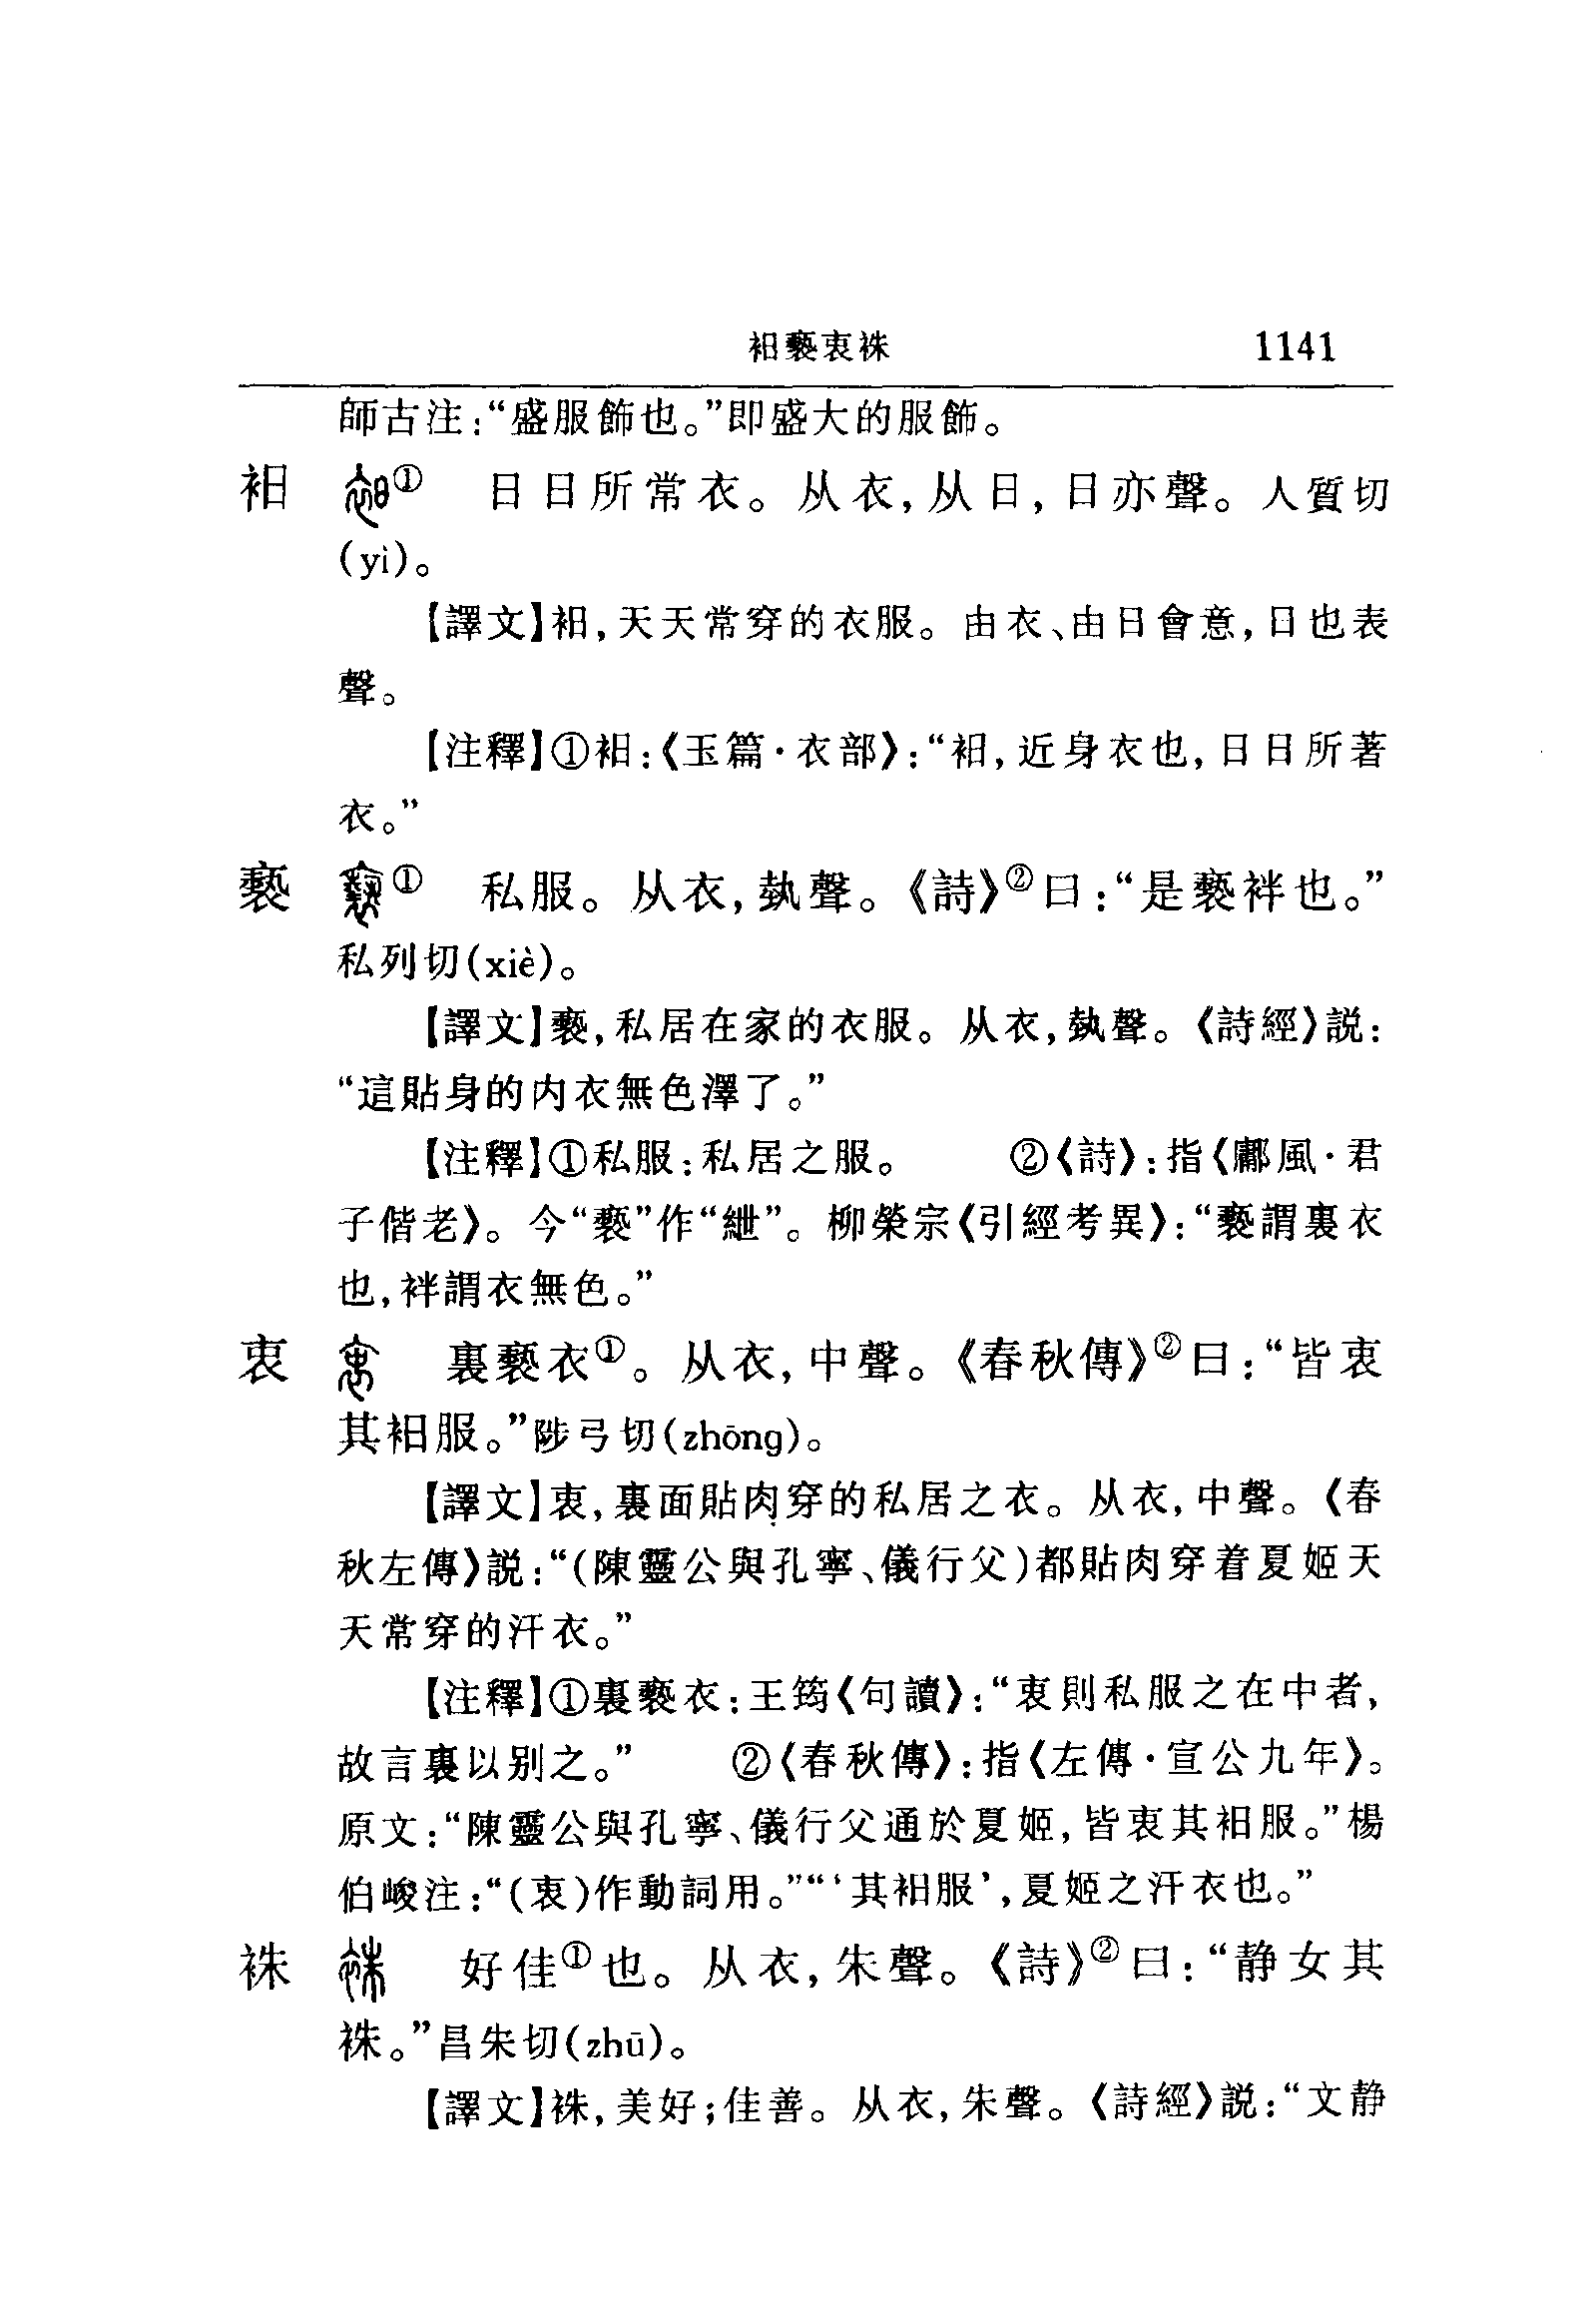 衵褻衷袾 1141
師古注：“盛服飾也。”即盛大的服飾。
衵 ① 日日所常衣。从衣，从日，日亦聲。人質切
(yì)。
【譯文】衵，天天常穿的衣服。由衣、由日會意，日也表
聲。
【注釋】①衵：《玉篇·衣部》：“衵，近身衣也，日日所著
衣。”
褻 ① 私服。从衣，埶聲。《詩》②曰：“是褻袢也。”
私列切(xiè)。
【譯文】褻，私居在家的衣服。从衣，埶聲。《詩經》説：
“這貼身的内衣無色澤了。”
【注釋】①私服：私居之服。 ②《詩》：指《鄘風·君
子偕老》。今“褻”作“紲”。柳榮宗《引經考異》：“褻謂裏衣
也，袢謂衣無色。”
衷 裏褻衣①。从衣，中聲。《春秋傳》②曰：“皆衷
其衵服。”陟弓切(zhōng)。
【譯文】衷，裏面貼肉穿的私居之衣。从衣，中聲。《春
秋左傳》説：“(陳靈公與孔寧、儀行父)都貼肉穿着夏姬天
天常穿的汗衣。”
【注釋】①裏褻衣：王筠《句讀》：“衷則私服之在中者，
故言裏以别之。” ②《春秋傳》：指《左傳·宣公九年》。
原文：“陳靈公與孔寧、儀行父通於夏姬，皆衷其衵服。”楊
伯峻注：“(衷)作動詞用。”“‘其衵服’，夏姬之汗衣也。”
袾 好佳①也。从衣，朱聲。《詩》②曰：“静女其
袾。”昌朱切(zhū)。
【譯文】袾，美好；佳善。从衣，朱聲。《詩經》説：“文静